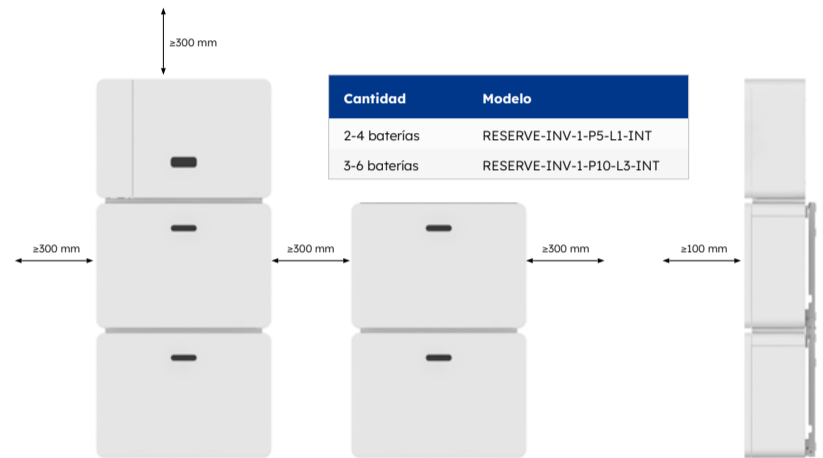 ≥300 mm
Cantidad Modelo
2-4 baterías RESERVE-INV-1-P5-L1-INT
3-6 baterías RESERVE-INV-1-P10-L3-INT
≥300 mm ≥300 mm ≥300 mm ≥100 mm